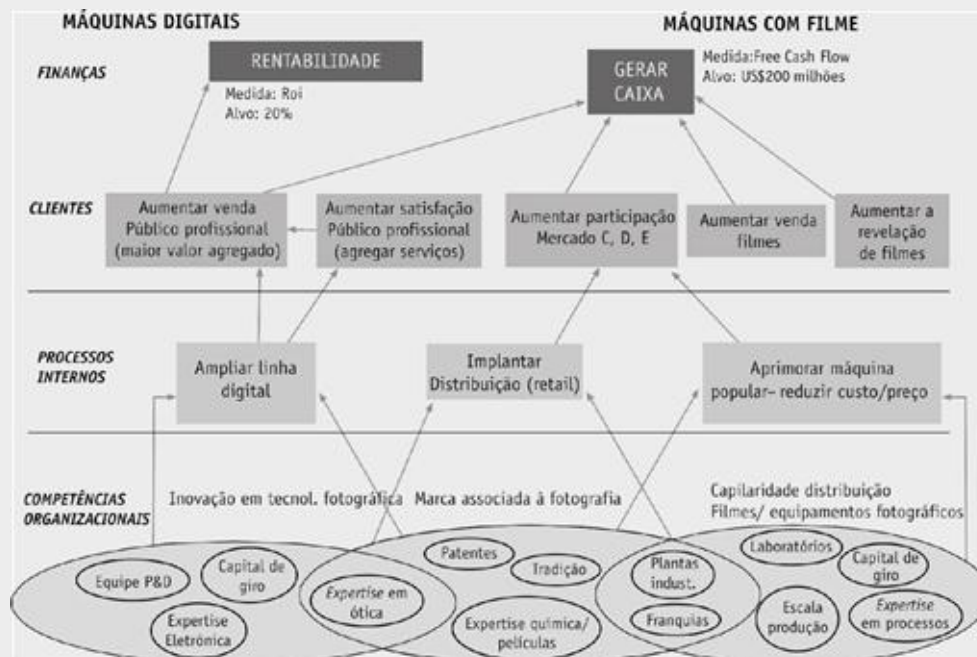 MÁQUINAS DIGITAIS
MÁQUINAS COM FILME
FINANÇAS
RENTABILIDADE
Medida: Roi
Alvo: 20%
GERAR
CAIXA
Medida:Free Cash Flow
Alvo: US$200 milhões
CLIENTES
Aumentar venda
Público profissional
(maior valor agregado)
Aumentar satisfação
Público profissional
(agregar serviços)
Aumentar participação
Mercado C, D, E
Aumentar venda
filmes
Aumentar a
revelação
de filmes
PROCESSOS
INTERNOS
Ampliar linha
digital
Implantar
Distribuição (retail)
Aprimorar máquina
popular– reduzir custo/preço
COMPETÊNCIAS
ORGANIZACIONAIS
Inovação em tecnol. fotográfica
Marca associada á fotografia
Capilaridade distribuição
Filmes/ equipamentos fotográficos
Equipe P&D
Capital de
giro
Expertise
Eletrônica
Expertise em
ótica
Patentes
Tradição
Expertise química/
películas
Plantas
indust.
Franquias
Laboratórios
Capital de
giro
Escala
produção
Expertise
em processos